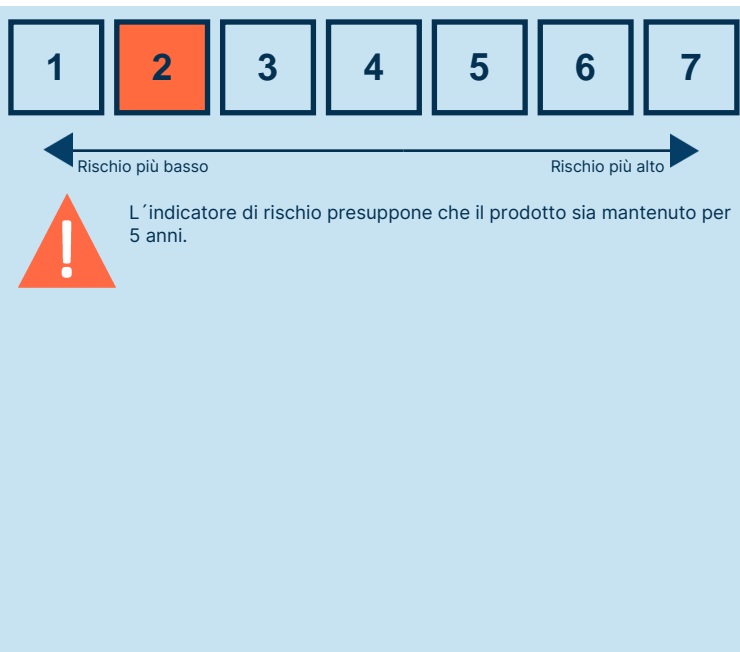 1 2 3 4 5 6 7
Rischio più basso Rischio più alto
L´indicatore di rischio presuppone che il prodotto sia mantenuto per
5 anni.